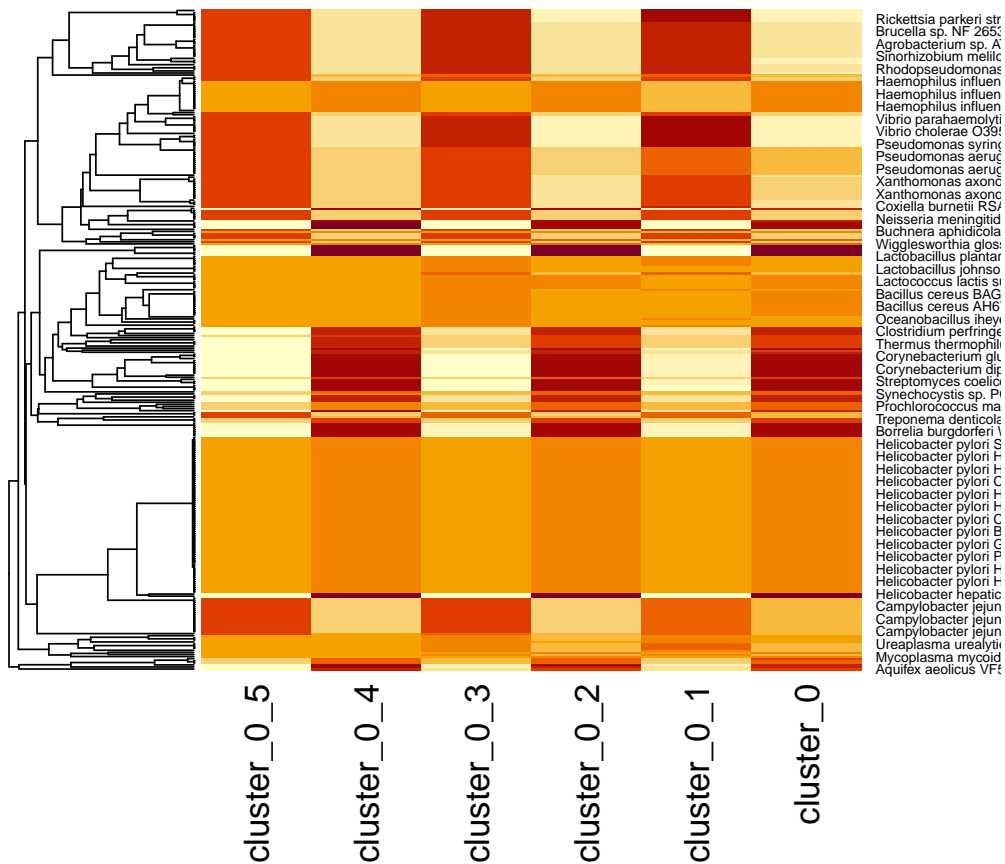 Rickettsia parkeri str
Brucella sp. NF 2653
Agrobacterium sp. AT
Sinorhizobium melilo
Rhodopseudomonas
Haemophilus influen
Haemophilus influen
Haemophilus influen
Vibrio parahaemolyti
Vibrio cholerae O395
Pseudomonas syring
Pseudomonas aerug
Pseudomonas aerug
Xanthomonas axono
Xanthomonas axono
Coxiella burnetii RSA
Neisseria meningitid
Buchnera aphidicola
Wigglesworthia gloss
Lactobacillus plantar
Lactobacillus johnso
Lactococcus lactis su
Bacillus cereus BAG
Bacillus cereus AH67
Oceanobacillus iheye
Clostridium perfringe
Thermus thermophilu
Corynebacterium glu
Corynebacterium dip
Streptomyces coelico
Synechocystis sp. PC
Prochlorococcus ma
Treponema denticola
Borrelia burgdorferi W
Helicobacter pylori S
Helicobacter pylori H
Helicobacter pylori H
Helicobacter pylori C
Helicobacter pylori H
Helicobacter pylori H
Helicobacter pylori C
Helicobacter pylori B
Helicobacter pylori G
Helicobacter pylori P
Helicobacter pylori H
Helicobacter pylori H
Helicobacter hepatic
Campylobacter jejun
Campylobacter jejun
Campylobacter jejun
Ureaplasma urealytic
Mycoplasma mycoid
Aquifex aeolicus VF5
cluster_0_5
cluster_0_4
cluster_0_3
cluster_0_2
cluster_0_1
cluster_0